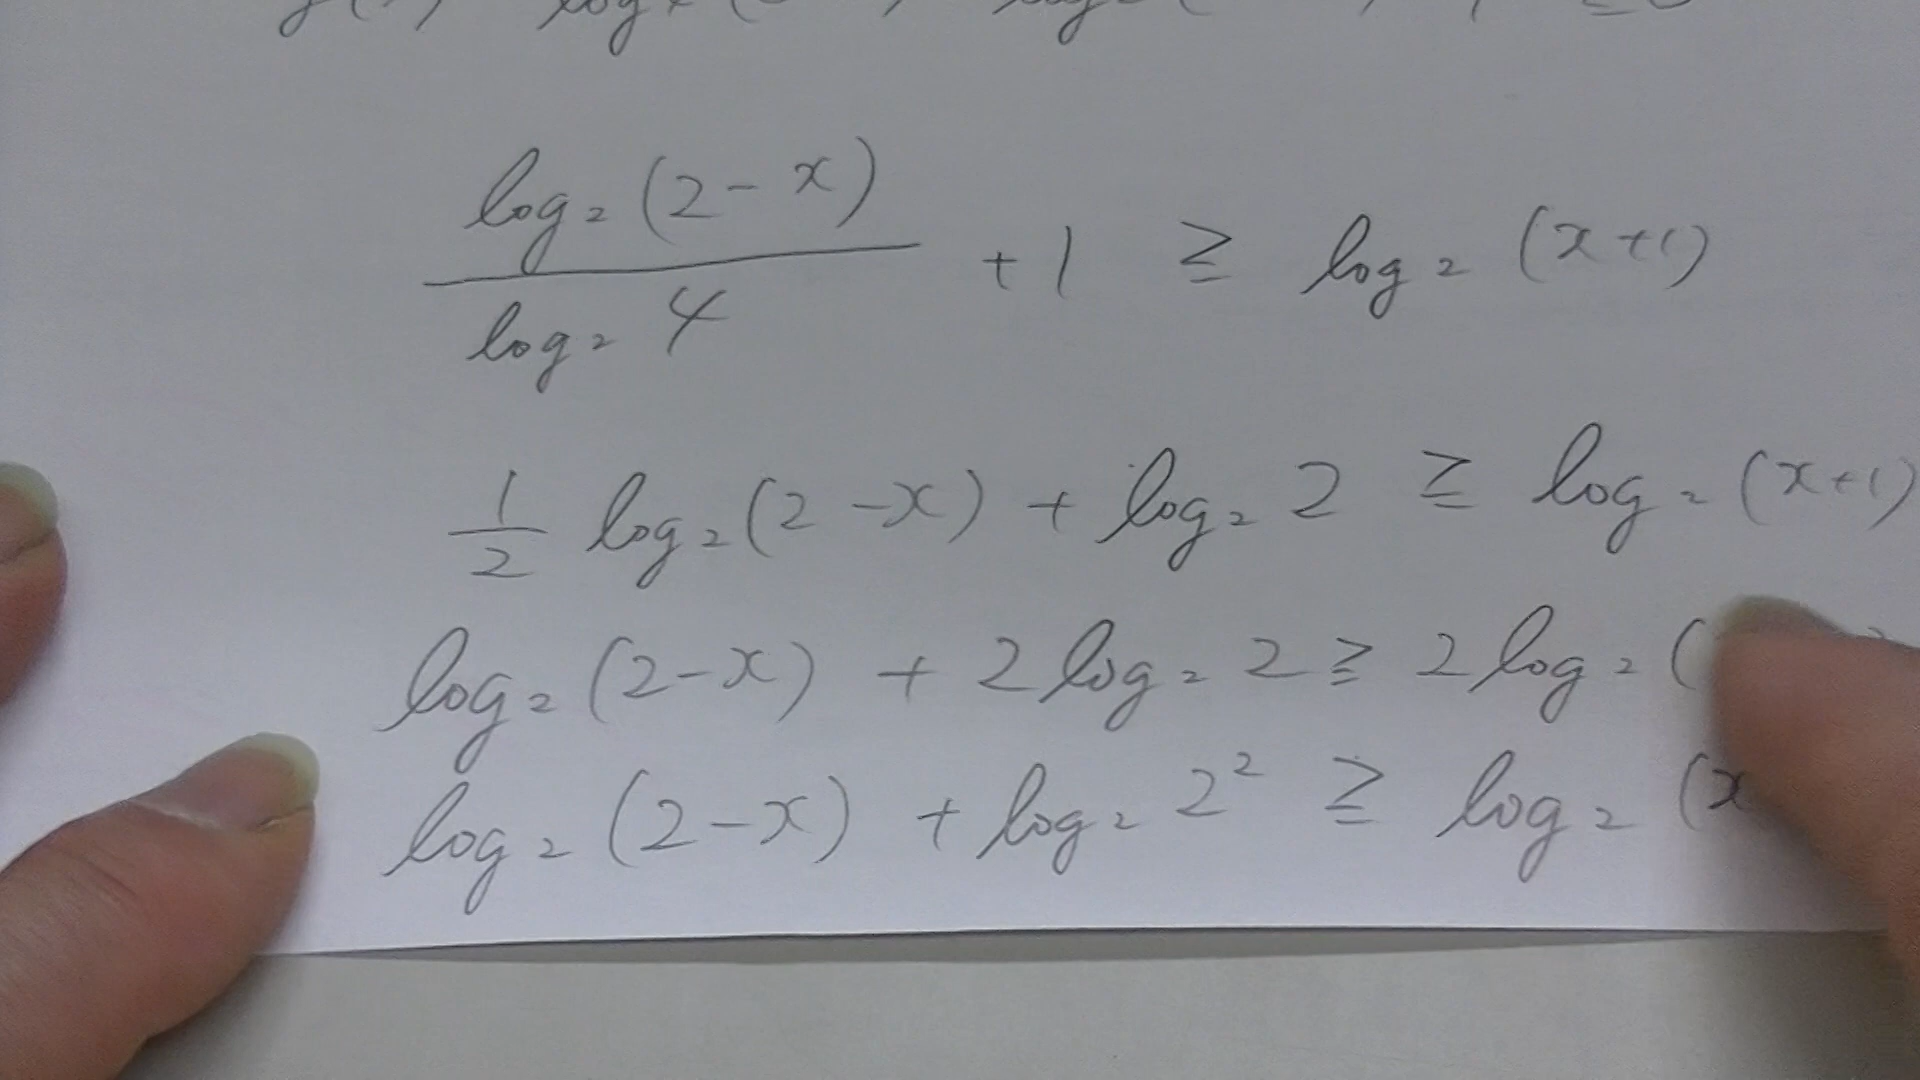 log₂(2-x) / log₂4 + 1 ≧ log₂(x+1)
1/2 log₂(2-x) + log₂2 ≧ log₂(x+1)
log₂(2-x) + 2log₂2 ≧ 2log₂(
log₂(2-x) + log₂2² ≧ log₂(x